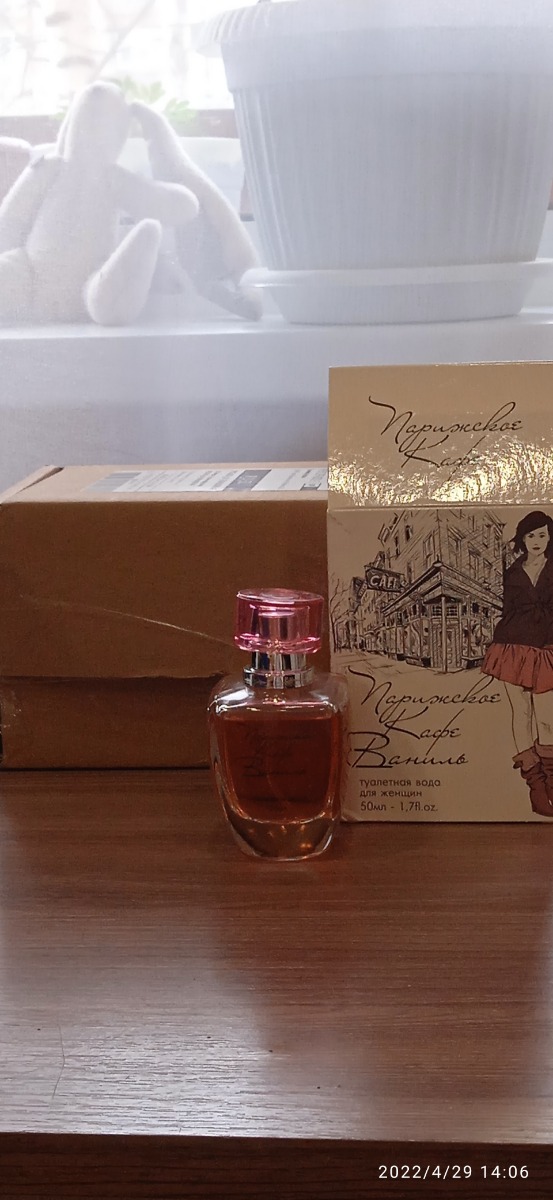 Парижское
Кафе
CAFE
Парижское
Кафе
Ваниль
туалетная вода
для женщин
50мл - 1,7fl.oz.
2022/4/29 14:06